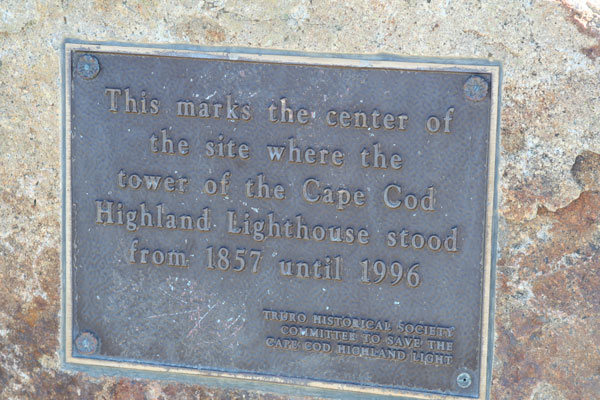 This marks the center of
the site where the
tower of the Cape Cod
Highland Lighthouse stood
from 1857 until 1996
TRURO HISTORICAL SOCIETY
COMMITTEE TO SAVE THE
CAPE COD HIGHLAND LIGHT